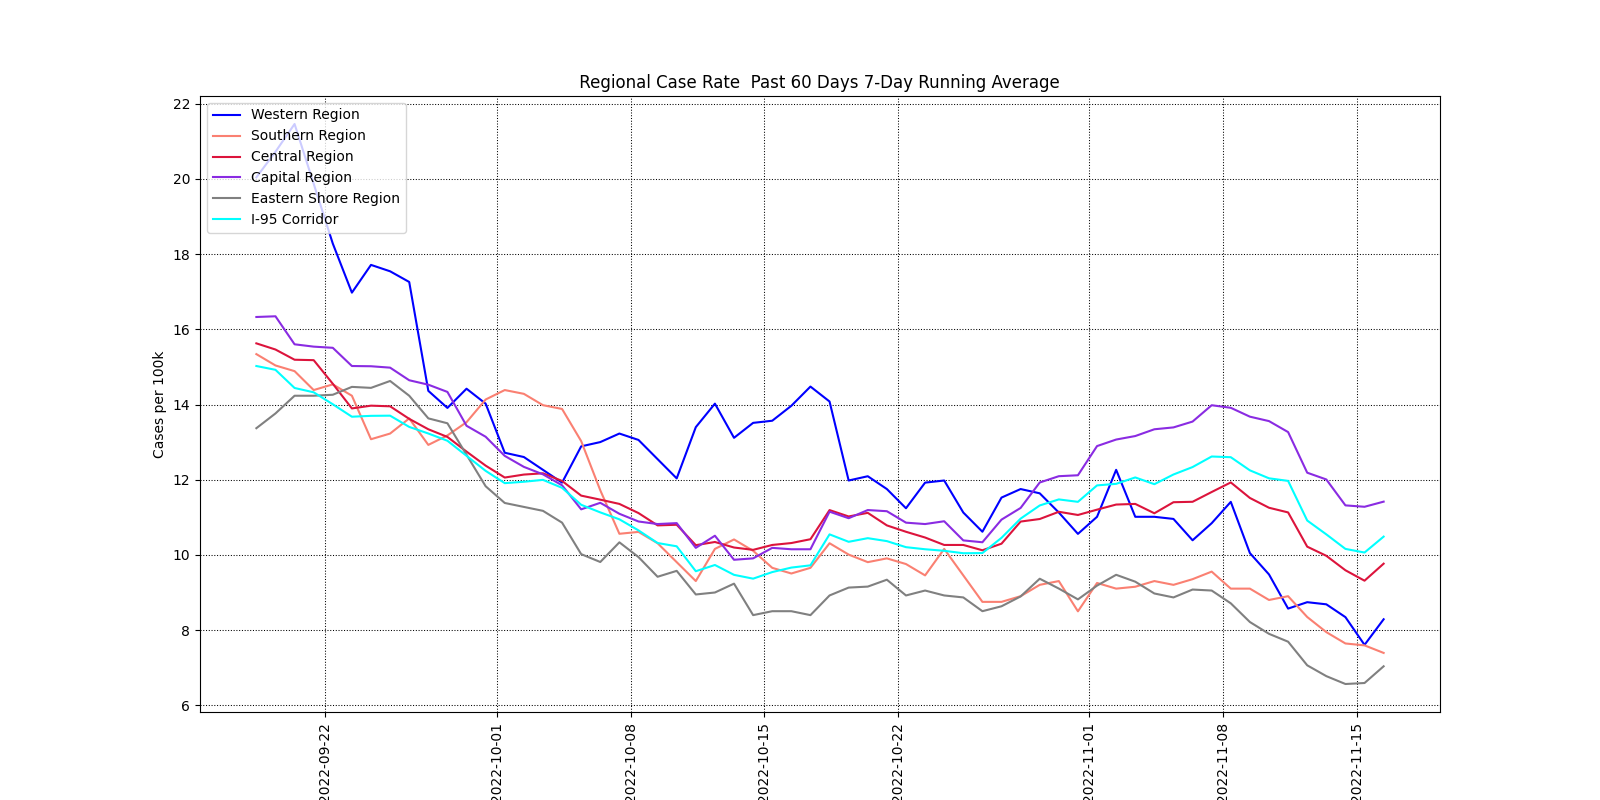 Regional Case Rate  Past 60 Days 7-Day Running Average
22
20
18
16
14
12
10
8
6
Cases per 100k
Western Region
Southern Region
Central Region
Capital Region
Eastern Shore Region
I-95 Corridor
2022-09-22
2022-10-01
2022-10-08
2022-10-15
2022-10-22
2022-11-01
2022-11-08
2022-11-15